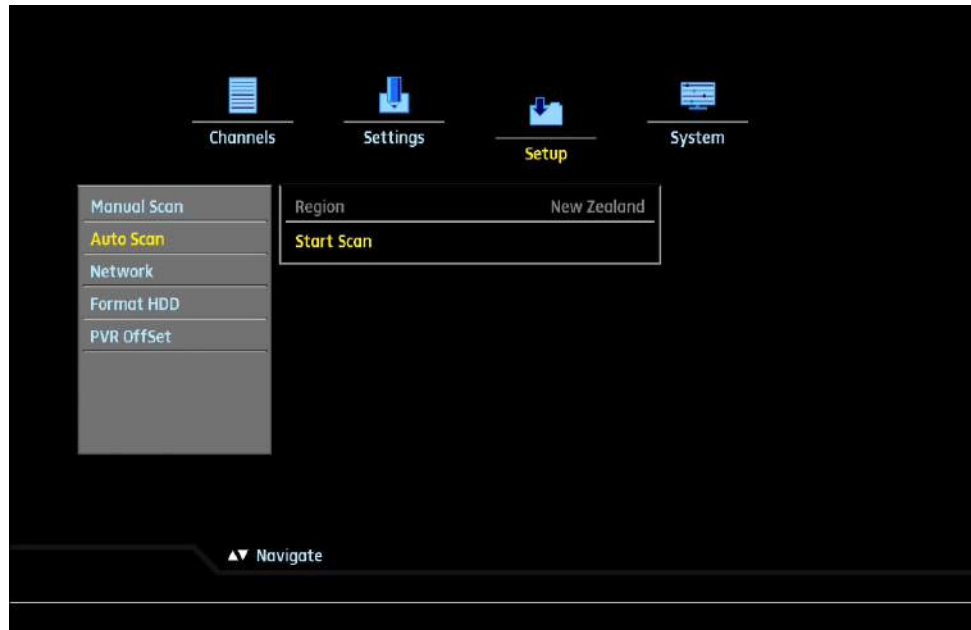 Channels Settings Setup System
Manual Scan
Auto Scan
Network
Format HDD
PVR OffSet
Region New Zealand
Start Scan
▲▼ Navigate